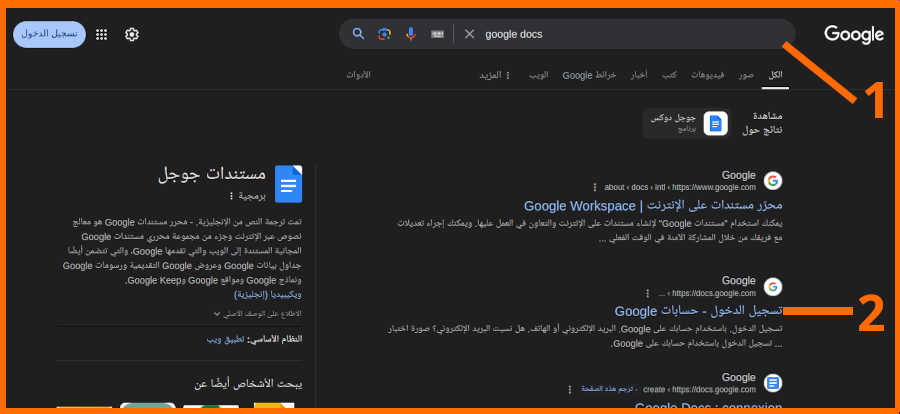 Google
google docs
تسجيل الدخول
الكل
صور
فيديوهات
كتب
أخبار
خرائط Google
الويب
المزيد
الأدوات
1
مشاهدة
نتائج حول
جوجل دوكس
برنامج
Google
https://www.google.com › intl › docs › about
محرّر مستندات على الإنترنت | Google Workspace
يمكنك استخدام "مستندات Google" لإنشاء مستندات على الإنترنت والتعاون في العمل عليها. ويمكنك إجراء تعديلات
مع فريقك من خلال المشاركة الآمنة في الوقت الفعلي ...
Google
https://docs.google.com › ...
تسجيل الدخول - حسابات Google
2
تسجيل الدخول. باستخدام حسابك على Google. البريد الإلكتروني أو الهاتف. هل نسيت البريد الإلكتروني؟ صورة اختبار
... تسجيل الدخول باستخدام حسابك على Google.
Google
https://docs.google.com › create · ترجم هذه الصفحة
Google Docs : connexion
مستندات جوجل
برمجية
تمت ترجمة النص من الإنجليزية. - مُحرر مستندات Google هو معالج
نصوص عبر الإنترنت وجزء من مجموعة محرري مستندات Google
المجانية المستندة إلى الويب والتي تقدمها Google، والتي تتضمن أيضًا
جداول بيانات Google وعروض Google التقديمية ورسومات Google
ونماذج Google ومواقع Google وGoogle Keep.
ويكيبيديا (إنجليزية)
الاطلاع على الوصف الأصلي
النظام الأساسي: تطبيق ويب
يبحث الأشخاص أيضًا عن